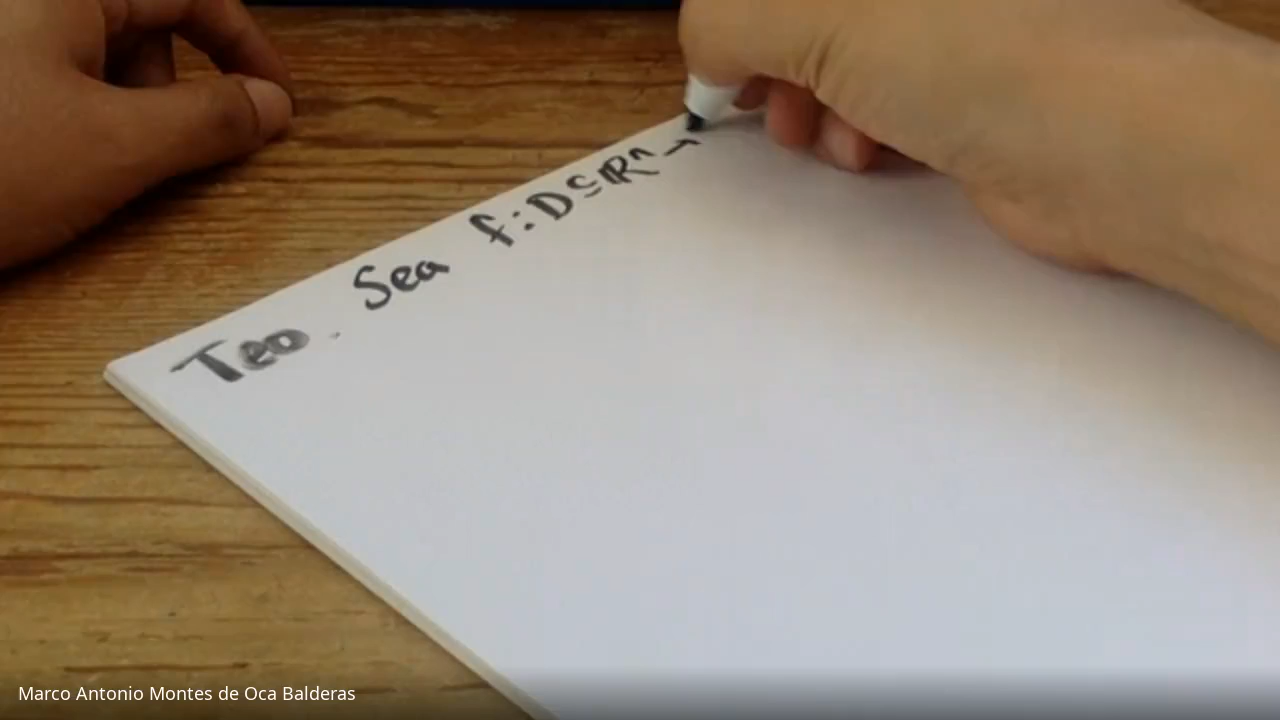 Teo. Sea f: D ⊆ ℝⁿ →
Marco Antonio Montes de Oca Balderas